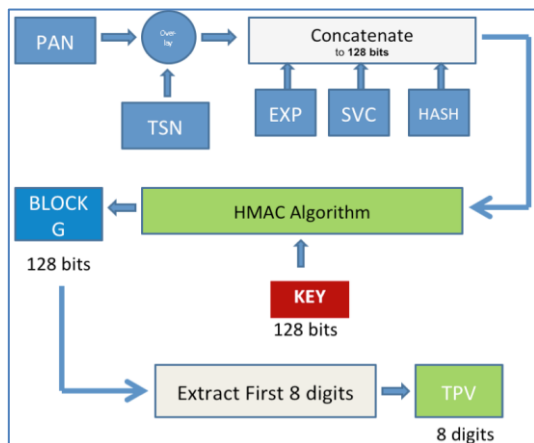 PAN
Over-
lay
Concatenate
to 128 bits
TSN
EXP
SVC
HASH
BLOCK
G
HMAC Algorithm
128 bits
KEY
128 bits
Extract First 8 digits
TPV
8 digits